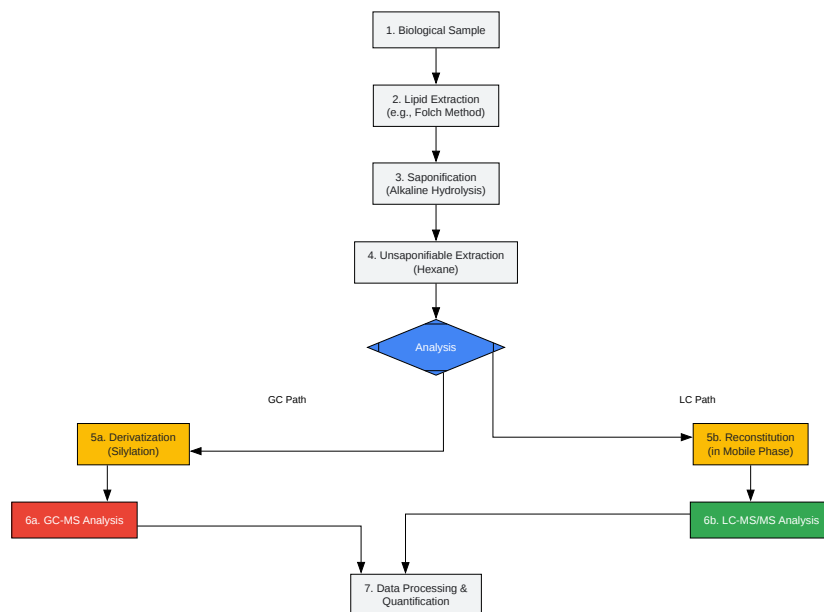 1. Biological Sample
2. Lipid Extraction
(e.g., Folch Method)
3. Saponification
(Alkaline Hydrolysis)
4. Unsaponifiable Extraction
(Hexane)
Analysis
GC Path
LC Path
5a. Derivatization
(Silylation)
5b. Reconstitution
(in Mobile Phase)
6a. GC-MS Analysis
6b. LC-MS/MS Analysis
7. Data Processing &
Quantification